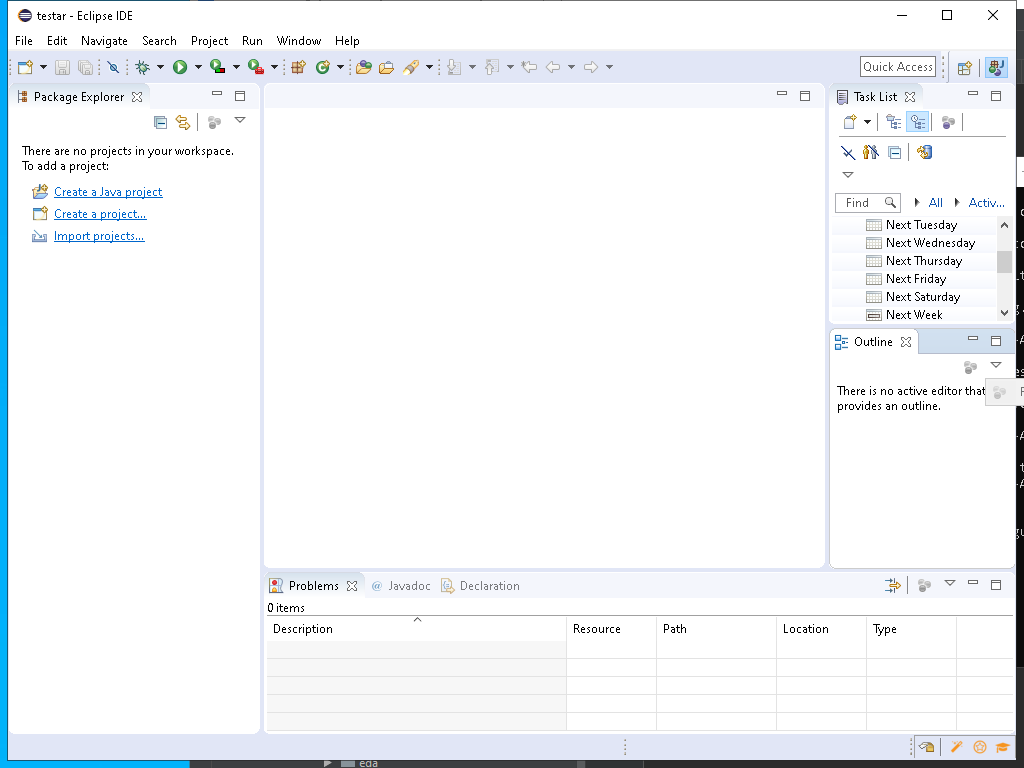 testar - Eclipse IDE
File Edit Navigate Search Project Run Window Help
Quick Access
Package Explorer
There are no projects in your workspace.
To add a project:
Create a Java project
Create a project...
Import projects...
Task List
Find All Activ...
Next Tuesday
Next Wednesday
Next Thursday
Next Friday
Next Saturday
Next Week
Outline
There is no active editor that
provides an outline.
Problems @ Javadoc Declaration
0 items
Description Resource Path Location Type
eda